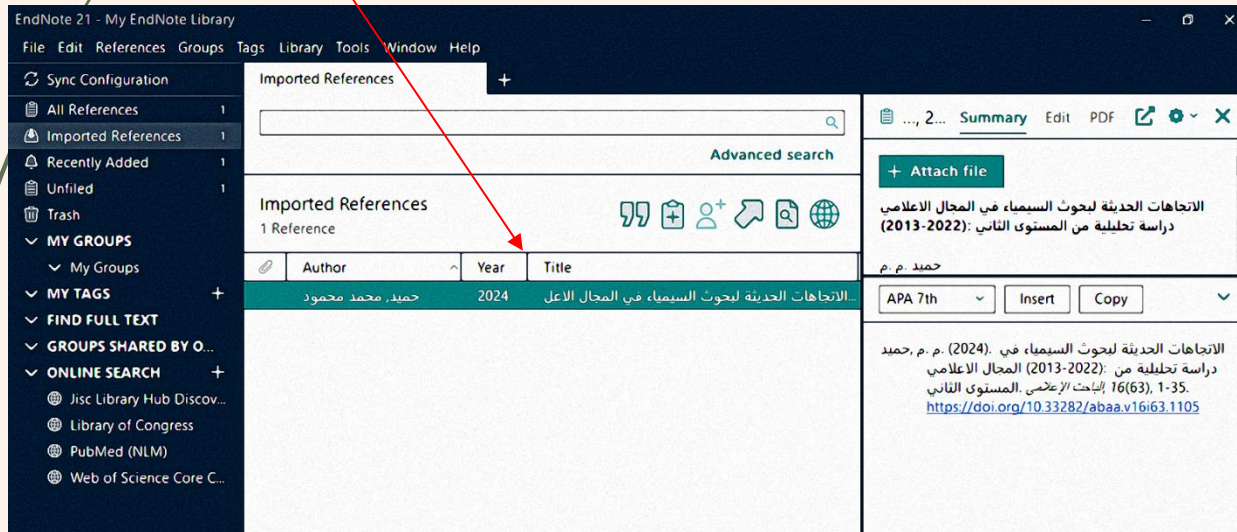 EndNote 21 - My EndNote Library
File Edit References Groups Tags Library Tools Window Help
Sync Configuration
All References 1
Imported References 1
Recently Added 1
Unfiled 1
Trash
MY GROUPS
My Groups
MY TAGS +
FIND FULL TEXT
GROUPS SHARED BY O...
ONLINE SEARCH +
Jisc Library Hub Discov...
Library of Congress
PubMed (NLM)
Web of Science Core C...
Imported References +
Advanced search
Imported References
1 Reference
Author Year Title
حميد, محمد محمود 2024 الاتجاهات الحديثة لبحوث السيمياء في المجال الاعل...
..., 2... Summary Edit PDF
+ Attach file
الاتجاهات الحديثة لبحوث السيمياء في المجال الاعلامي
دراسة تحليلية من المستوى الثاني :(2022-2013)
حميد .م .م
APA 7th Insert Copy
الاتجاهات الحديثة لبحوث السيمياء في .(2024) .م .م ,حميد
دراسة تحليلية من :(2022-2013) المجال الاعلامي
.المستوى الثاني الباحث الإعلامي 16(63), 1-35.
https://doi.org/10.33282/abaa.v16i63.1105